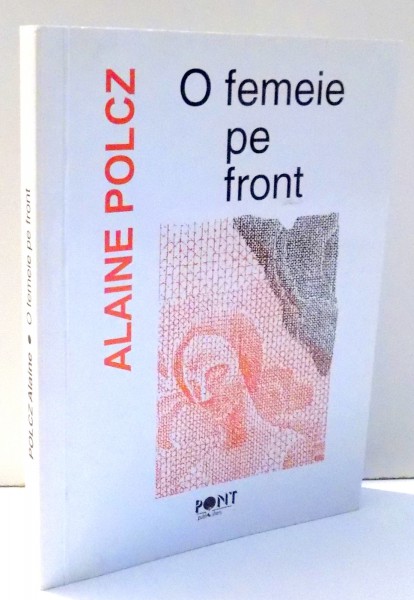 O femeie
pe
front
ALAINE POLCZ
POLCZ Alaine • O femeie pe front
PONT